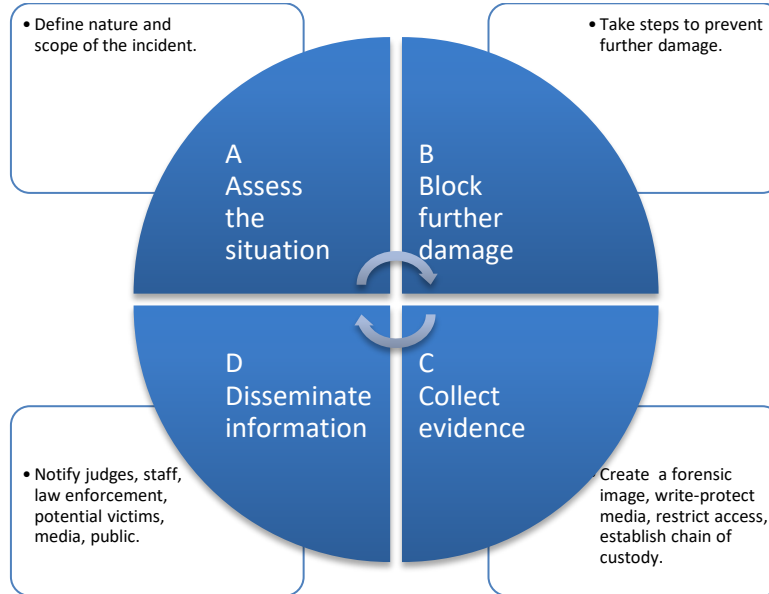 • Define nature and
scope of the incident.
• Take steps to prevent
further damage.
A
Assess
the
situation
B
Block
further
damage
D
Disseminate
information
C
Collect
evidence
• Notify judges, staff,
law enforcement,
potential victims,
media, public.
• Create a forensic
image, write-protect
media, restrict access,
establish chain of
custody.